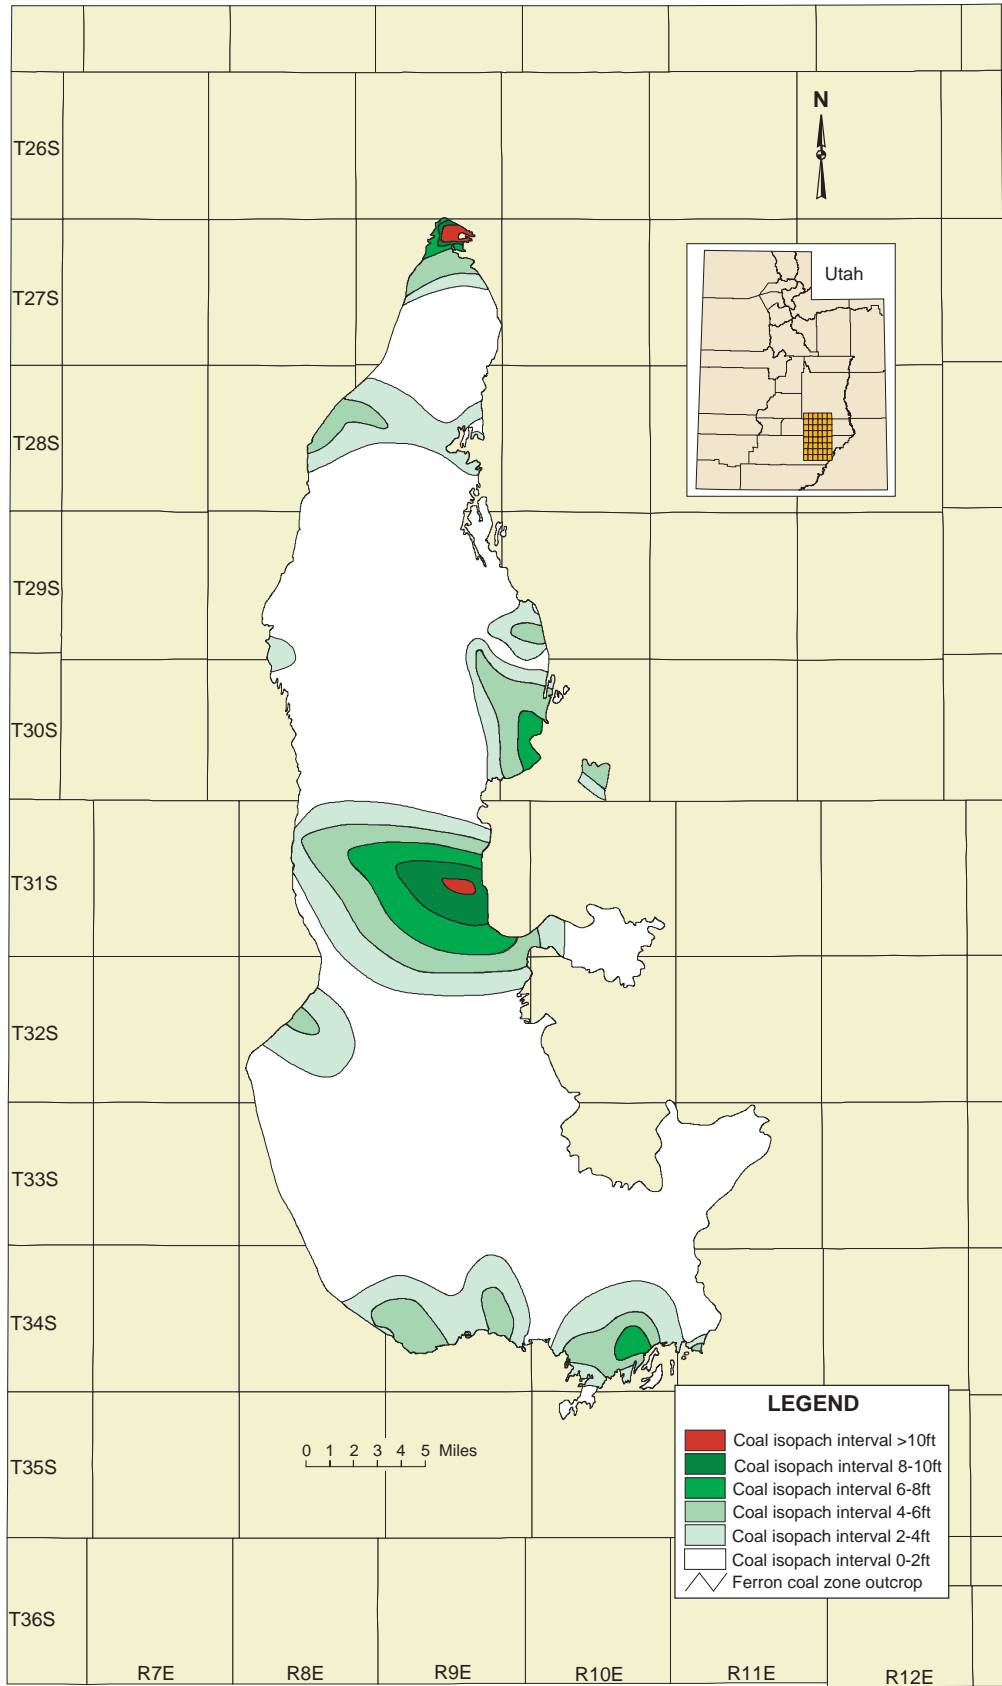 N
Utah
T26S
T27S
T28S
T29S
T30S
T31S
T32S
T33S
T34S
T35S
T36S
0 1 2 3 4 5 Miles
LEGEND
Coal isopach interval >10ft
Coal isopach interval 8-10ft
Coal isopach interval 6-8ft
Coal isopach interval 4-6ft
Coal isopach interval 2-4ft
Coal isopach interval 0-2ft
Ferron coal zone outcrop
R7E R8E R9E R10E R11E R12E